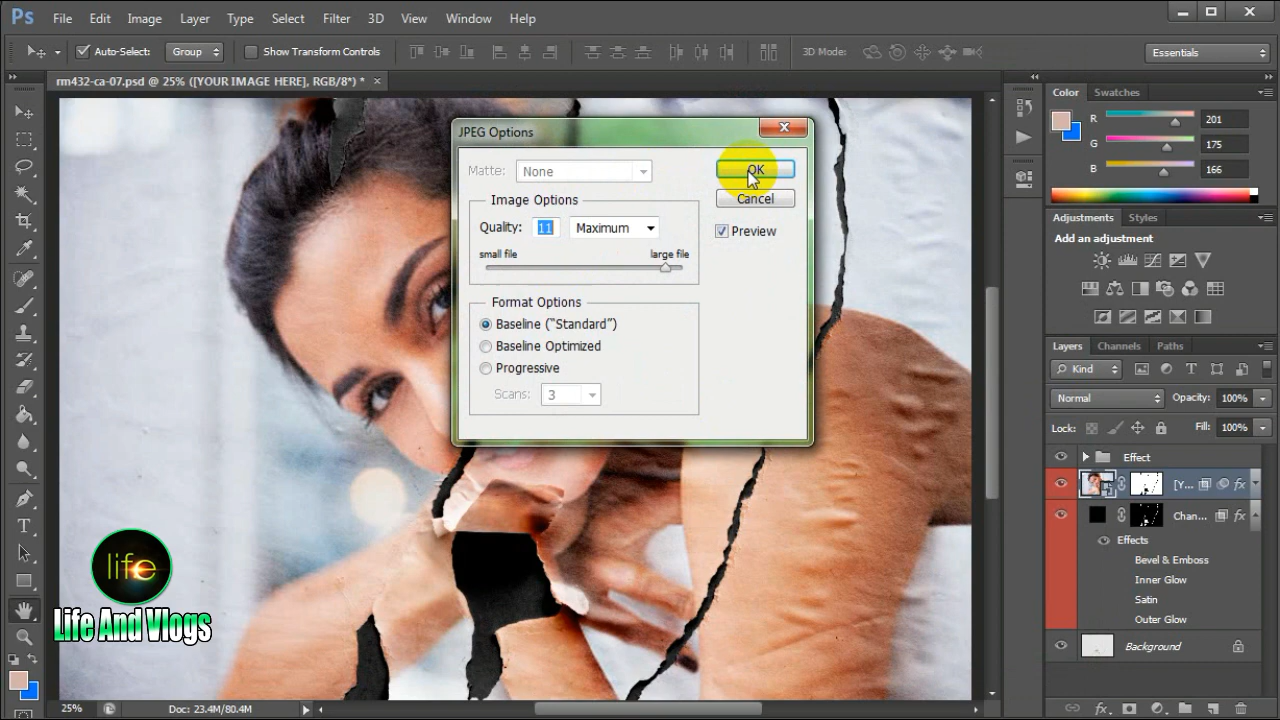 Ps File Edit Image Layer Type Select Filter 3D View Window Help
Auto-Select: Group Show Transform Controls 3D Mode: Essentials
rm432-ca-07.psd @ 25% ([YOUR IMAGE HERE], RGB/8*) *
JPEG Options
Matte: None
OK
Cancel
Preview
Image Options
Quality: 11 Maximum
small file large file
Format Options
Baseline ("Standard")
Baseline Optimized
Progressive
Scans: 3
Color Swatches
R 201
G 175
B 166
Adjustments Styles
Add an adjustment
Layers Channels Paths
Kind
Normal Opacity: 100%
Lock: Fill: 100%
Effect
[Y...
Chan...
Effects
Bevel & Emboss
Inner Glow
Satin
Outer Glow
Background
life
Life And Vlogs
25% Doc: 23.4M/80.4M